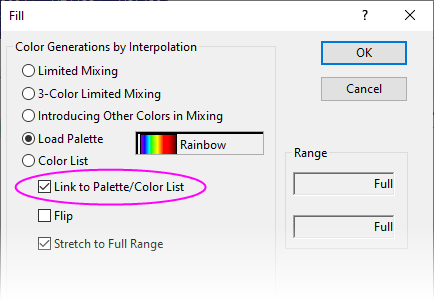 Fill
?
Color Generations by Interpolation
Limited Mixing
3-Color Limited Mixing
Introducing Other Colors in Mixing
Load Palette
Rainbow
Color List
Link to Palette/Color List
Flip
Stretch to Full Range
OK
Cancel
Range
Full
Full